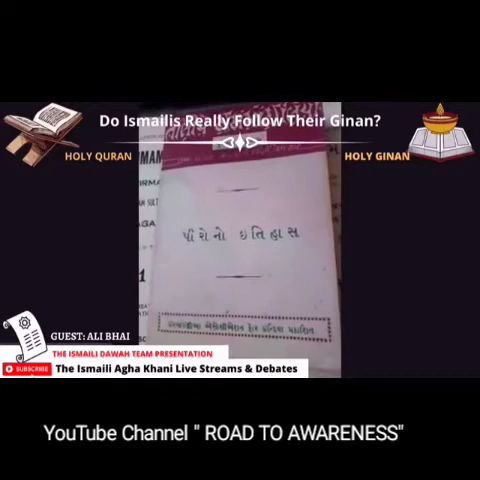 Do Ismailis Really Follow Their Ginan?
HOLY QURAN
HOLY GINAN
પીરોનો ઇતિહાસ
GUEST: ALI BHAI
THE ISMAILI DAWAH TEAM PRESENTATION
SUBSCRIBE
The Ismaili Agha Khani Live Streams & Debates
YouTube Channel " ROAD TO AWARENESS"